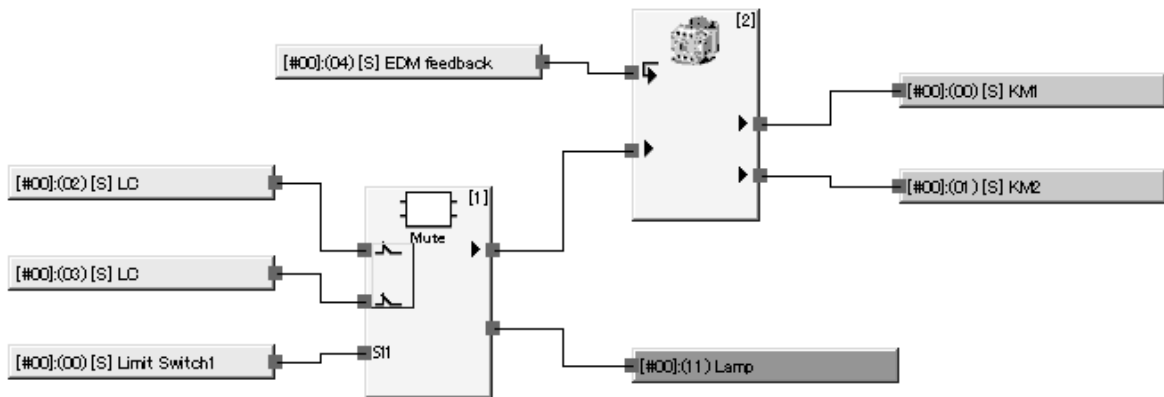 [2]
[#00]:(04) [S] EDM feedback
[#00]:(00) [S] KM1
[#00]:(02) [S] LC
[#00]:(01) [S] KM2
[1]
Mute
[#00]:(03) [S] LC
[#00]:(00) [S] Limit Switch1
SI1
[#00]:(11) Lamp